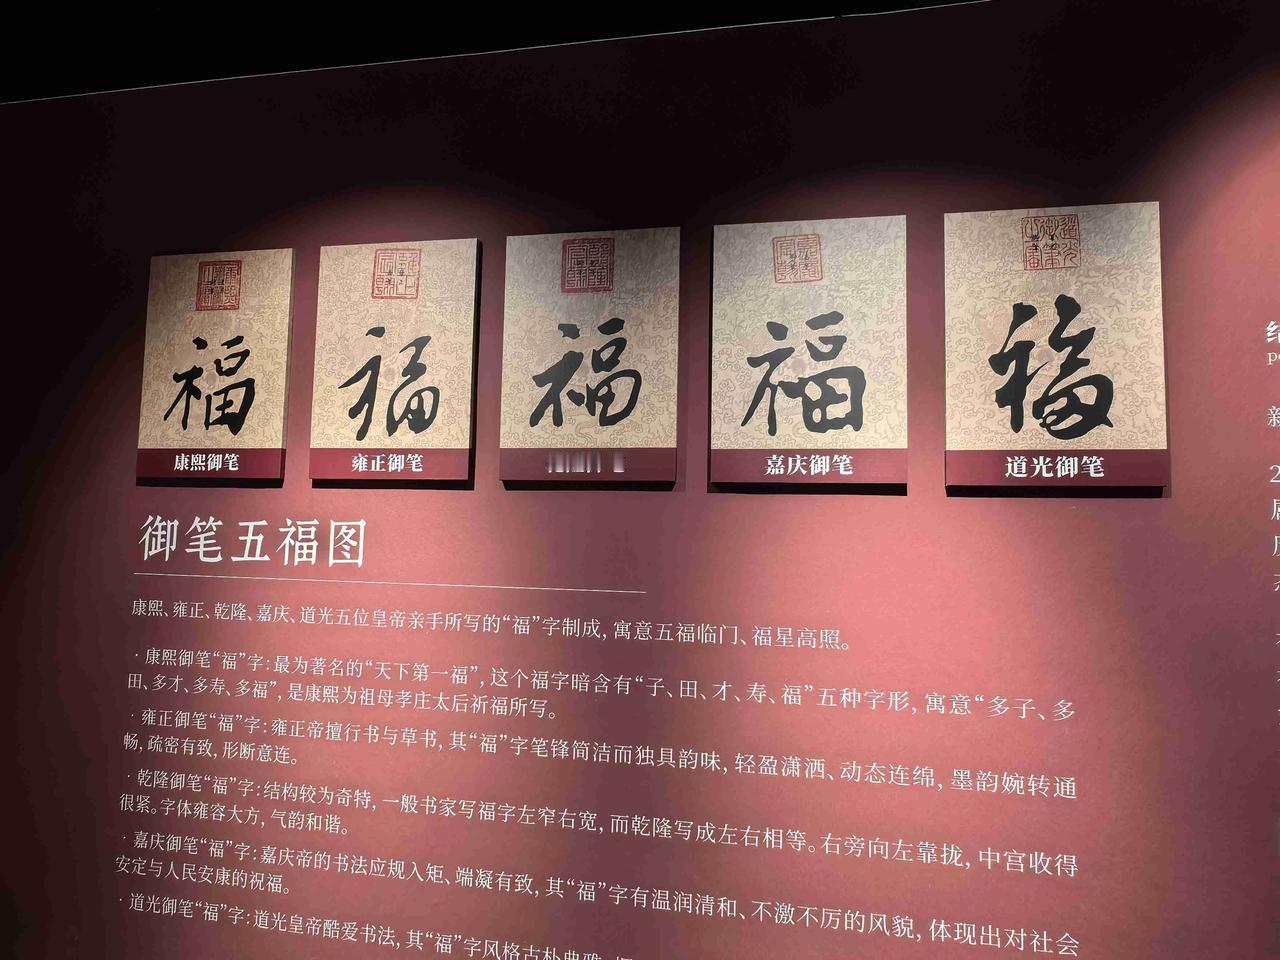 福
福
福
福
福
康熙御笔
雍正御笔
嘉庆御笔
道光御笔
御笔五福图
康熙、雍正、乾隆、嘉庆、道光五位皇帝亲手所写的“福”字制成, 寓意五福临门、福星高照。
· 康熙御笔“福”字: 最为著名的“天下第一福”, 这个福字暗含有“子、田、才、寿、福”五种字形, 寓意“多子、多
田、多才、多寿、多福”, 是康熙为祖母孝庄太后祈福所写。
· 雍正御笔“福”字: 雍正帝擅行书与草书, 其“福”字笔锋简洁而独具韵味, 轻盈潇洒、动态连绵, 墨韵婉转通
畅, 疏密有致, 形断意连。
· 乾隆御笔“福”字: 结构较为奇特, 一般书家写福字左窄右宽, 而乾隆写成左右相等。右旁向左靠拢, 中宫收得
很紧。字体雍容大方, 气韵和谐。
· 嘉庆御笔“福”字: 嘉庆帝的书法应规入矩、端凝有致, 其“福”字有温润清和、不激不厉的风貌, 体现出对社会
安定与人民安康的祝福。
· 道光御笔“福”字: 道光皇帝酷爱书法, 其“福”字风格古朴典雅,